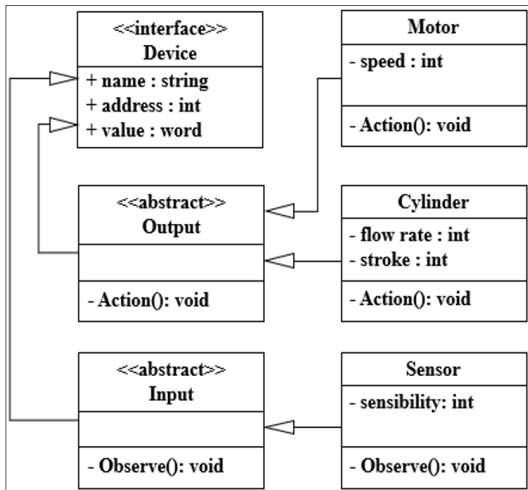 <<interface>>
Device
+ name : string
+ address : int
+ value : word
Motor
- speed : int
- Action(): void
<<abstract>>
Output
- Action(): void
Cylinder
- flow rate : int
- stroke : int
- Action(): void
<<abstract>>
Input
- Observe(): void
Sensor
- sensibility: int
- Observe(): void